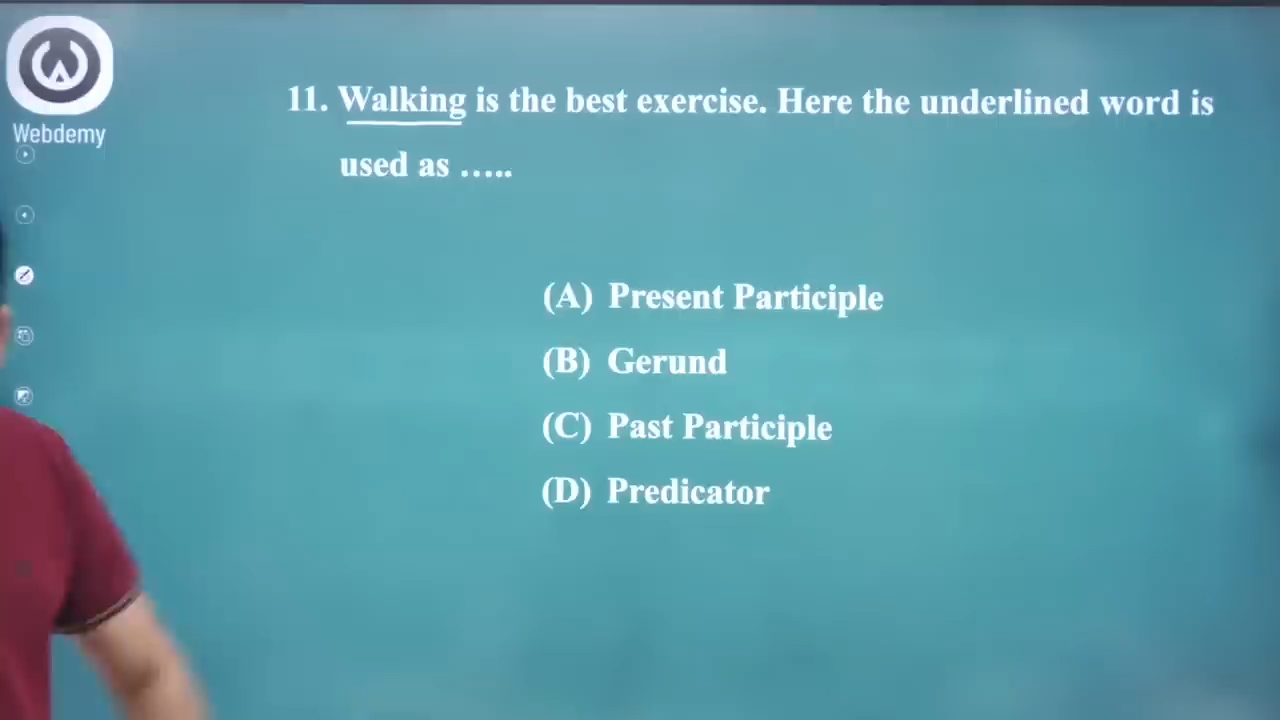 Webdemy
11. Walking is the best exercise. Here the underlined word is
used as .....
(A) Present Participle
(B) Gerund
(C) Past Participle
(D) Predicator